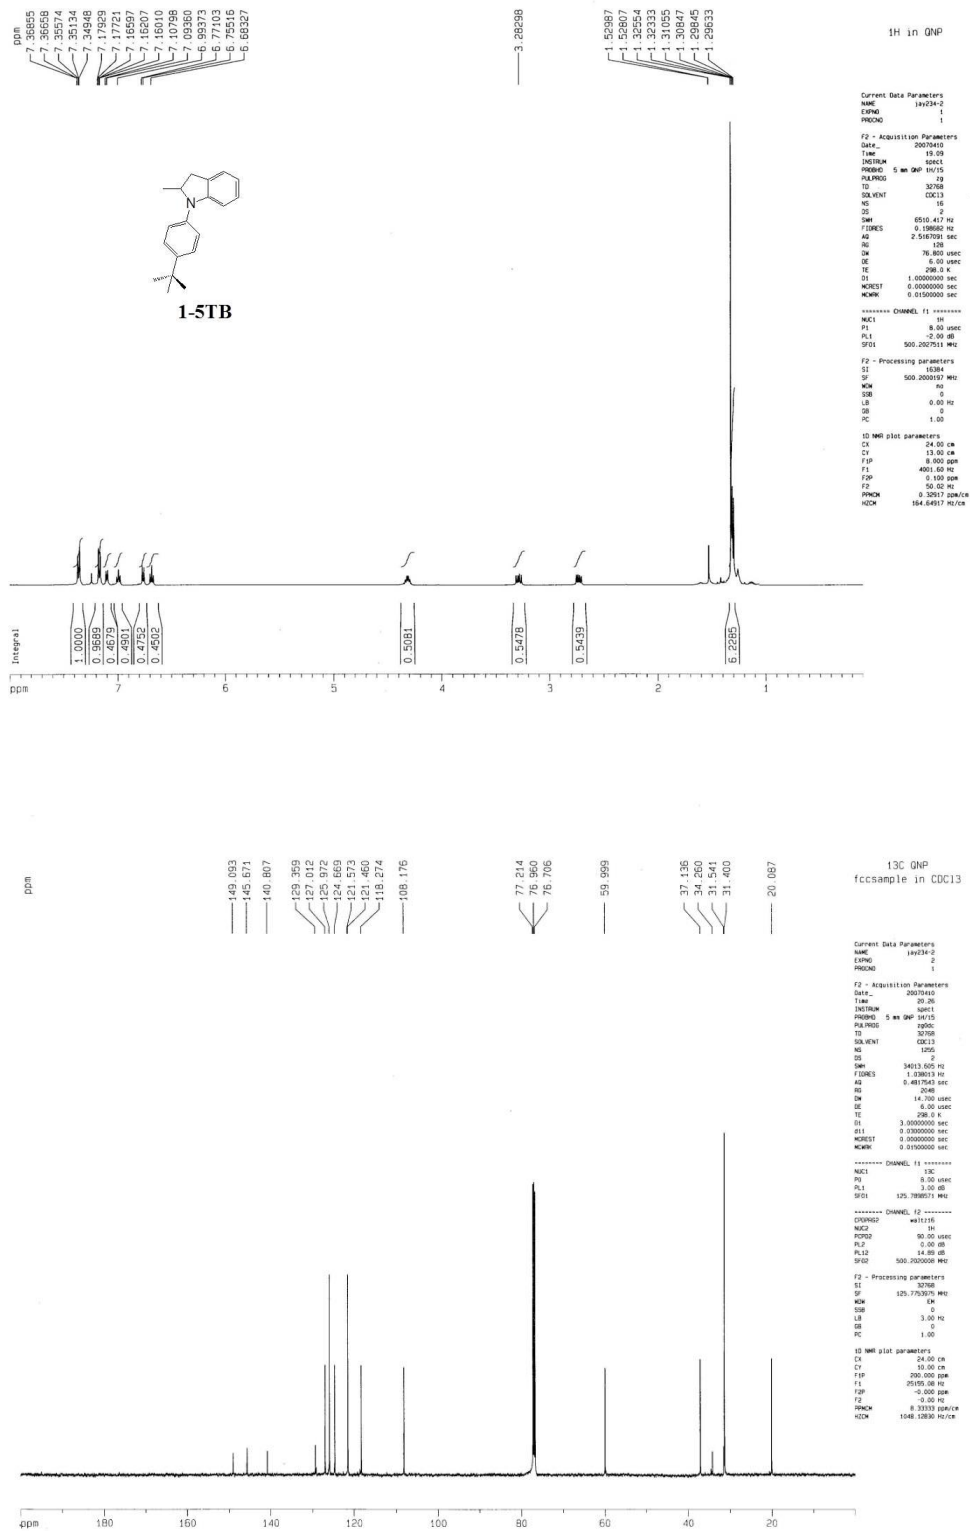 ppm
7.36855
7.36658
7.35574
7.35134
7.34948
7.17929
7.17721
7.16597
7.16207
7.16010
7.10798
7.09360
6.99373
6.77103
6.75516
6.68327
3.28298
1.52987
1.52807
1.32554
1.32333
1.31055
1.30847
1.29845
1.29633
1H in QNP
Current Data Parameters
NAME jay234-2
EXPNO 1
PROCNO 1
F2 - Acquisition Parameters
Date_ 20070410
Time 19.09
INSTRUM spect
PROBHD 5 mm QNP 1H/15
PULPROG zg
TD 32768
SOLVENT CDCl3
NS 16
DS 2
SWH 6510.417 Hz
FIDRES 0.198682 Hz
AQ 2.5167091 sec
RG 128
DW 76.800 usec
DE 6.00 usec
TE 298.0 K
D1 1.00000000 sec
MCREST 0.00000000 sec
MCWRK 0.01500000 sec
======== CHANNEL f1 ========
NUC1 1H
P1 8.00 usec
PL1 -2.00 dB
SFO1 500.2027511 MHz
F2 - Processing parameters
SI 16384
SF 500.2000197 MHz
WDW no
SSB 0
LB 0.00 Hz
GB 0
PC 1.00
1D NMR plot parameters
CX 24.00 cm
CY 13.00 cm
F1P 8.000 ppm
F1 4001.60 Hz
F2P 0.100 ppm
F2 50.02 Hz
PPMCM 0.32917 ppm/cm
HZCM 164.64917 Hz/cm
N
1-5TB
Integral
1.0000
0.9689
0.4679
0.4901
0.4752
0.4502
0.5081
0.5478
0.5439
6.2285
ppm 7 6 5 4 3 2 1
ppm
149.093
145.671
140.807
129.359
127.012
125.972
124.669
121.573
121.460
118.274
108.176
77.214
76.960
76.706
59.999
37.136
34.260
31.541
31.400
20.087
13C QNP
fccsample in CDCl3
Current Data Parameters
NAME jay234-2
EXPNO 2
PROCNO 1
F2 - Acquisition Parameters
Date_ 20070410
Time 20.26
INSTRUM spect
PROBHD 5 mm QNP 1H/15
PULPROG zg0dc
TD 32768
SOLVENT CDCl3
NS 1255
DS 2
SWH 34013.605 Hz
FIDRES 1.038013 Hz
AQ 0.4817543 sec
RG 2048
DW 14.700 usec
DE 6.00 usec
TE 298.0 K
D1 3.00000000 sec
d11 0.03000000 sec
MCREST 0.00000000 sec
MCWRK 0.01500000 sec
======== CHANNEL f1 ========
NUC1 13C
P0 8.00 usec
PL1 3.00 dB
SFO1 125.7898571 MHz
======== CHANNEL f2 ========
CPDPRG2 waltz16
NUC2 1H
PCPD2 90.00 usec
PL2 0.00 dB
PL12 14.89 dB
SFO2 500.2020008 MHz
F2 - Processing parameters
SI 32768
SF 125.7753975 MHz
WDW EM
SSB 0
LB 3.00 Hz
GB 0
PC 1.00
1D NMR plot parameters
CX 24.00 cm
CY 10.00 cm
F1P 200.000 ppm
F1 25155.08 Hz
F2P -0.000 ppm
F2 -0.00 Hz
PPMCM 8.33333 ppm/cm
HZCM 1048.12830 Hz/cm
ppm 180 160 140 120 100 80 60 40 20